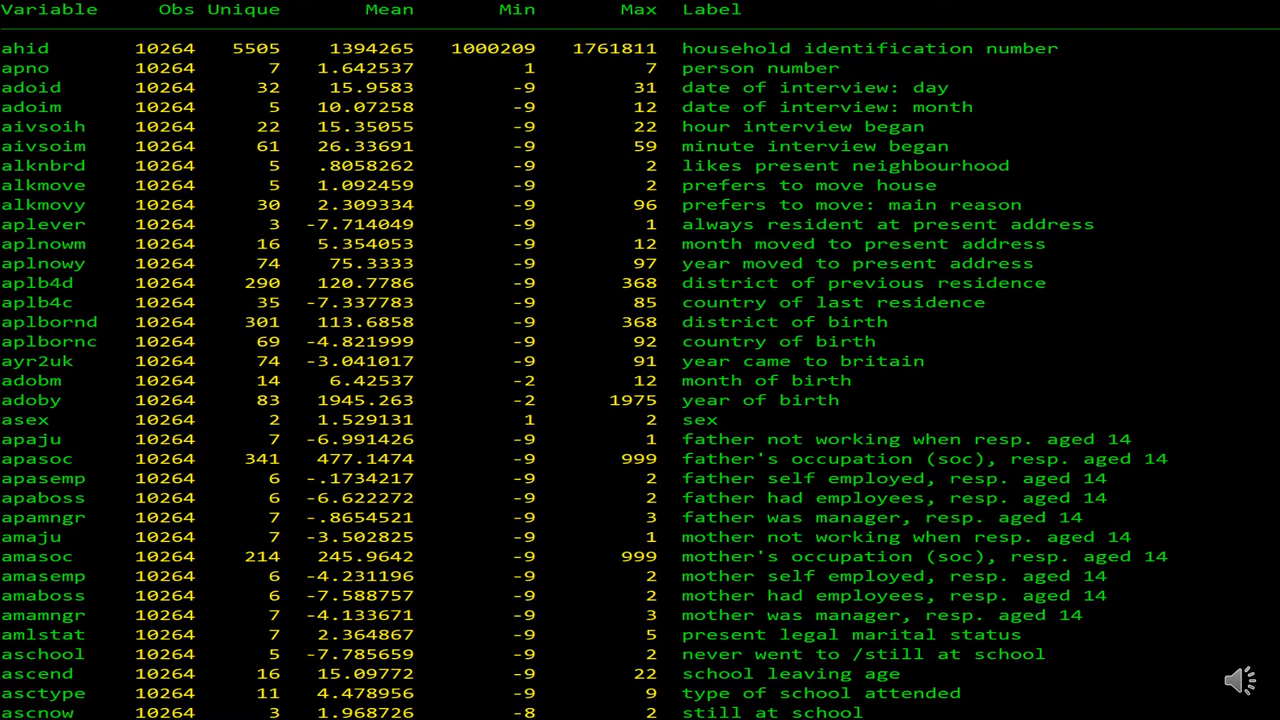 Variable Obs Unique Mean Min Max Label
ahid 10264 5505 1394265 1000209 1761811 household identification number
apno 10264 7 1.642537 1 7 person number
adoid 10264 32 15.9583 -9 31 date of interview: day
adoim 10264 5 10.07258 -9 12 date of interview: month
aivsoih 10264 22 15.35055 -9 22 hour interview began
aivsoim 10264 61 26.33691 -9 59 minute interview began
alknbrd 10264 5 .8058262 -9 2 likes present neighbourhood
alkmove 10264 5 1.092459 -9 2 prefers to move house
alkmovy 10264 30 2.309334 -9 96 prefers to move: main reason
aplever 10264 3 -7.714049 -9 1 always resident at present address
aplnowm 10264 16 5.354053 -9 12 month moved to present address
aplnowy 10264 74 75.3333 -9 97 year moved to present address
aplb4d 10264 290 120.7786 -9 368 district of previous residence
aplb4c 10264 35 -7.337783 -9 85 country of last residence
aplbornd 10264 301 113.6858 -9 368 district of birth
aplbornc 10264 69 -4.821999 -9 92 country of birth
ayr2uk 10264 74 -3.041017 -9 91 year came to britain
adobm 10264 14 6.42537 -2 12 month of birth
adoby 10264 83 1945.263 -2 1975 year of birth
asex 10264 2 1.529131 1 2 sex
apaju 10264 7 -6.991426 -9 1 father not working when resp. aged 14
apasoc 10264 341 477.1474 -9 999 father's occupation (soc), resp. aged 14
apasemp 10264 6 -.1734217 -9 2 father self employed, resp. aged 14
apaboss 10264 6 -6.622272 -9 2 father had employees, resp. aged 14
apamngr 10264 7 -.8654521 -9 3 father was manager, resp. aged 14
amaju 10264 7 -3.502825 -9 1 mother not working when resp. aged 14
amasoc 10264 214 245.9642 -9 999 mother's occupation (soc), resp. aged 14
amasemp 10264 6 -4.231196 -9 2 mother self employed, resp. aged 14
amaboss 10264 6 -7.588757 -9 2 mother had employees, resp. aged 14
amamngr 10264 7 -4.133671 -9 3 mother was manager, resp. aged 14
amlstat 10264 7 2.364867 -9 5 present legal marital status
aschool 10264 5 -7.785659 -9 2 never went to /still at school
ascend 10264 16 15.09772 -9 22 school leaving age
asctype 10264 11 4.478956 -9 9 type of school attended
ascnow 10264 3 1.968726 -8 2 still at school